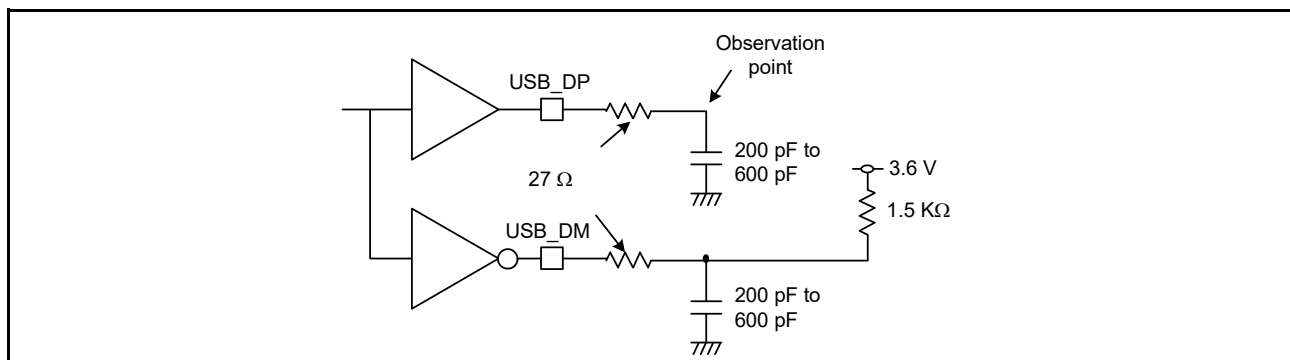 Observation
point
USB_DP
200 pF to
600 pF
27 Ω
3.6 V
1.5 KΩ
USB_DM
200 pF to
600 pF